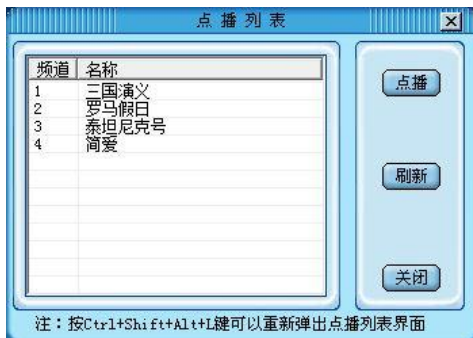 点播列表
频道 名称
1 三国演义
2 罗马假日
3 泰坦尼克号
4 简爱
点播
刷新
关闭
注：按Ctrl+Shift+Alt+L键可以重新弹出点播列表界面